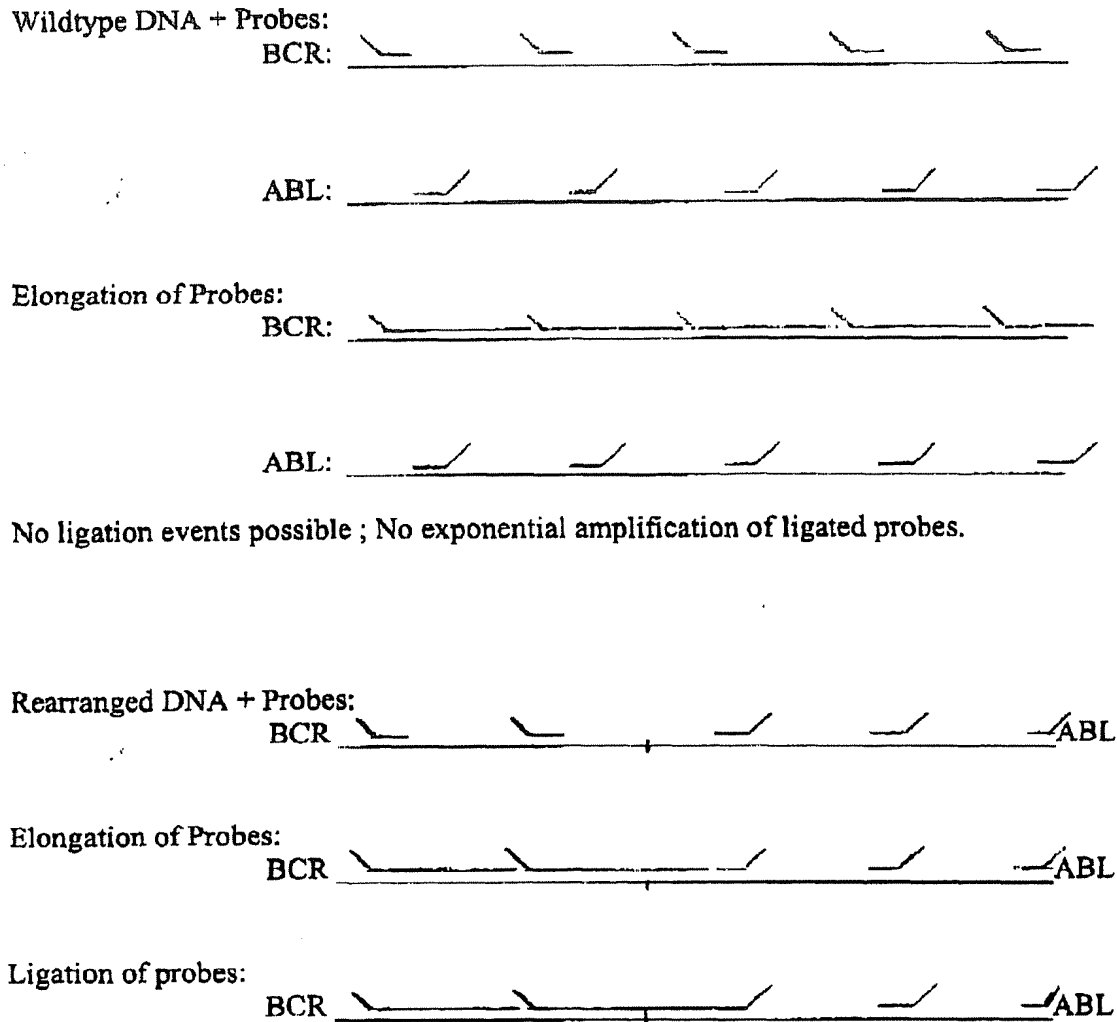 Wildtype DNA + Probes:
BCR:
ABL:
Elongation of Probes:
BCR:
ABL:
No ligation events possible ; No exponential amplification of ligated probes.
Rearranged DNA + Probes:
BCR ABL
Elongation of Probes:
BCR ABL
Ligation of probes:
BCR ABL